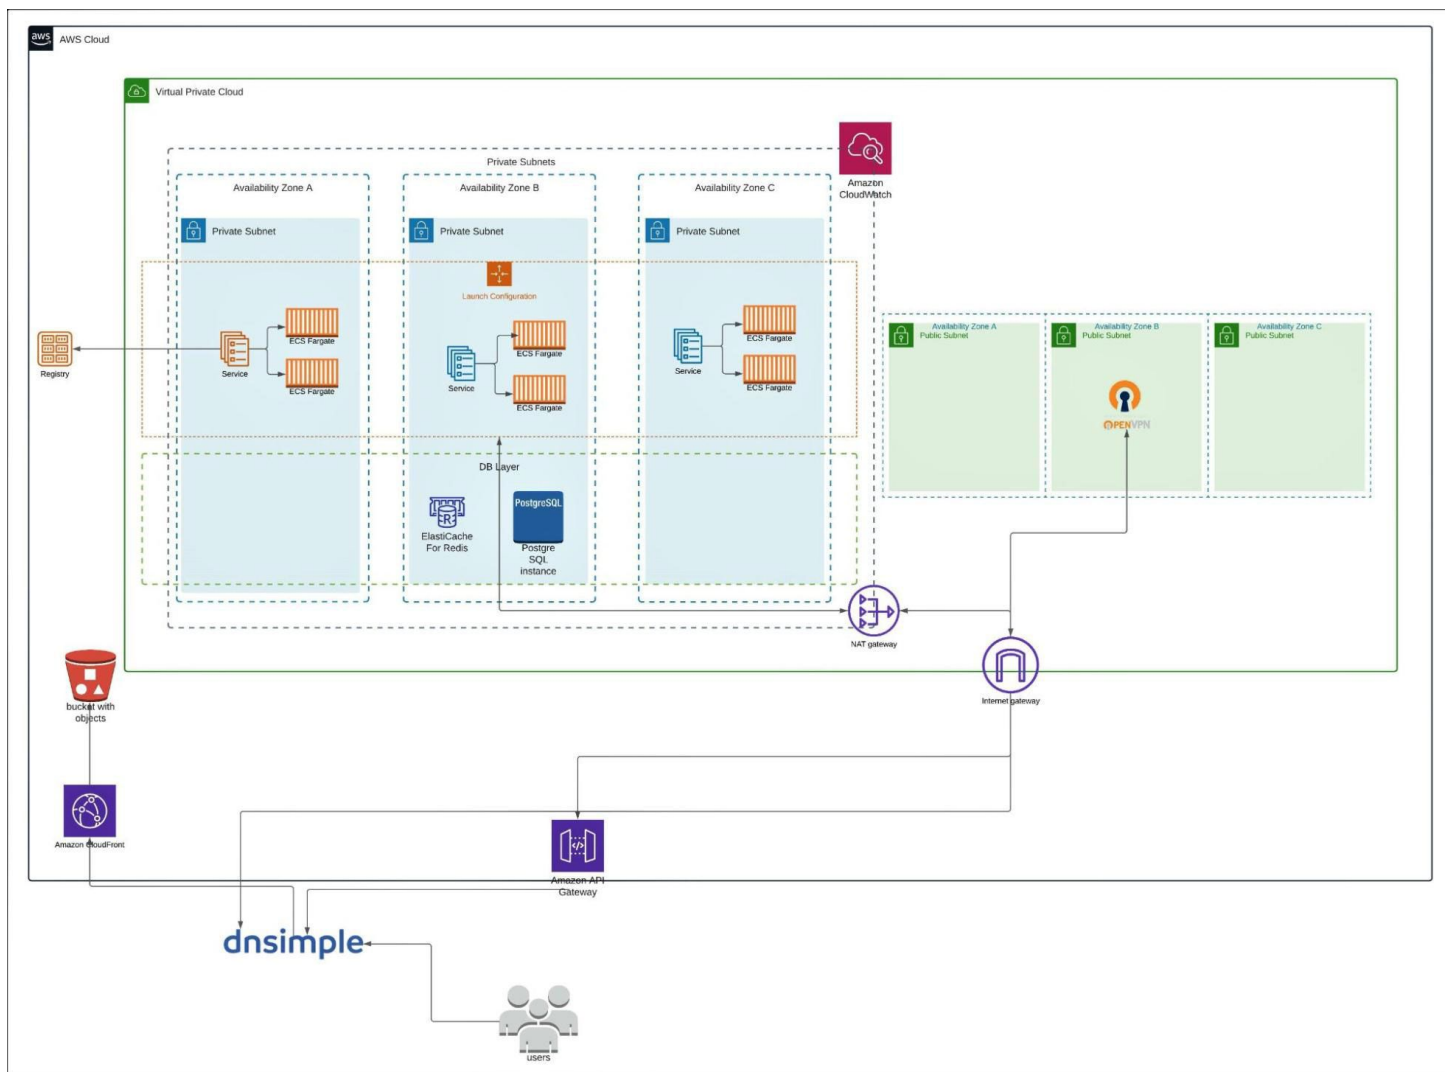 aws
AWS Cloud
Virtual Private Cloud
Private Subnets
Amazon
CloudWatch
Availability Zone A
Availability Zone B
Availability Zone C
Private Subnet
Private Subnet
Private Subnet
Launch Configuration
Registry
Service
ECS Fargate
ECS Fargate
Service
ECS Fargate
ECS Fargate
Service
ECS Fargate
ECS Fargate
Availability Zone A
Public Subnet
Availability Zone B
Public Subnet
Availability Zone C
Public Subnet
OPENVPN
DB Layer
R
ElastiCache
For Redis
PostgreSQL
Postgre
SQL
instance
NAT gateway
Internet gateway
bucket with
objects
Amazon CloudFront
</>
Amazon API
Gateway
dnsimple
users